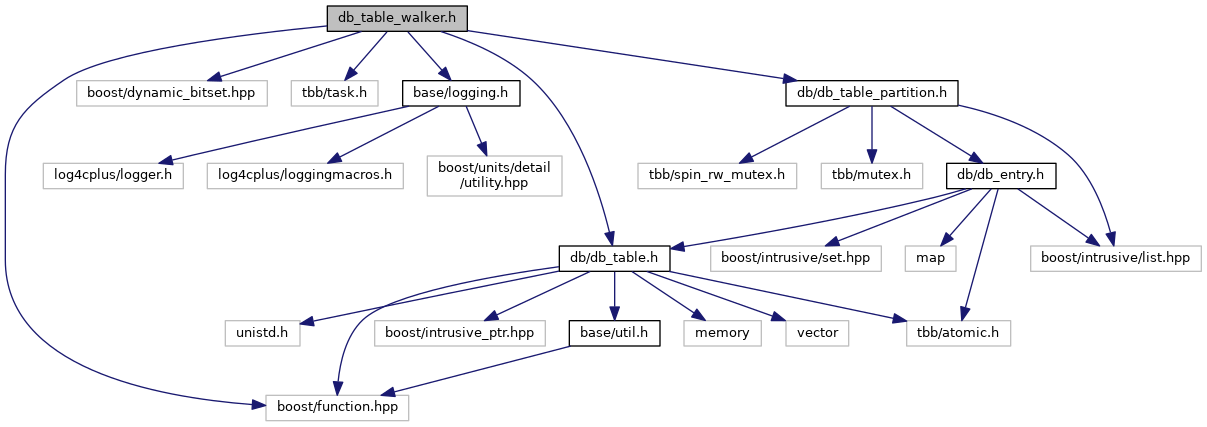 db_table_walker.h
boost/dynamic_bitset.hpp
tbb/task.h
base/logging.h
db/db_table_partition.h
log4cplus/logger.h
log4cplus/loggingmacros.h
boost/units/detail
/utility.hpp
tbb/spin_rw_mutex.h
tbb/mutex.h
db/db_entry.h
db/db_table.h
boost/intrusive/set.hpp
map
boost/intrusive/list.hpp
unistd.h
boost/intrusive_ptr.hpp
base/util.h
memory
vector
tbb/atomic.h
boost/function.hpp